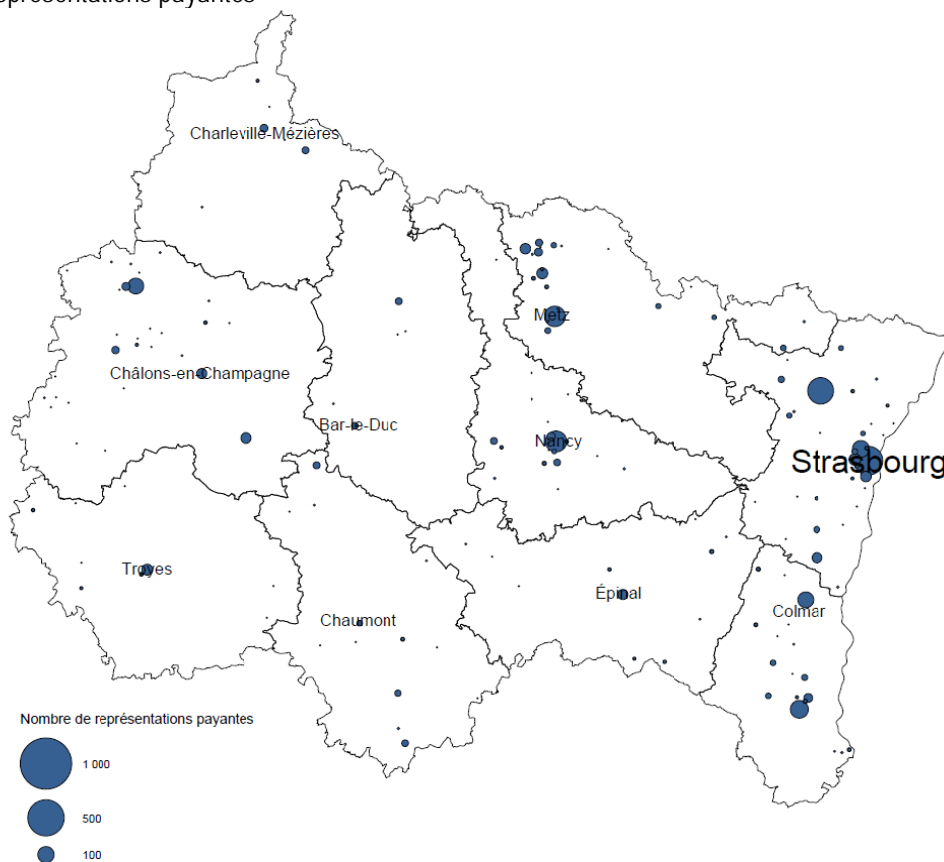 eprésentations payantes
Charleville-Mézières
Metz
Châlons-en-Champagne
Bar-le-Duc
Nancy
Strasbourg
Troyes
Épinal
Colmar
Chaumont
Nombre de représentations payantes
1 000
500
100